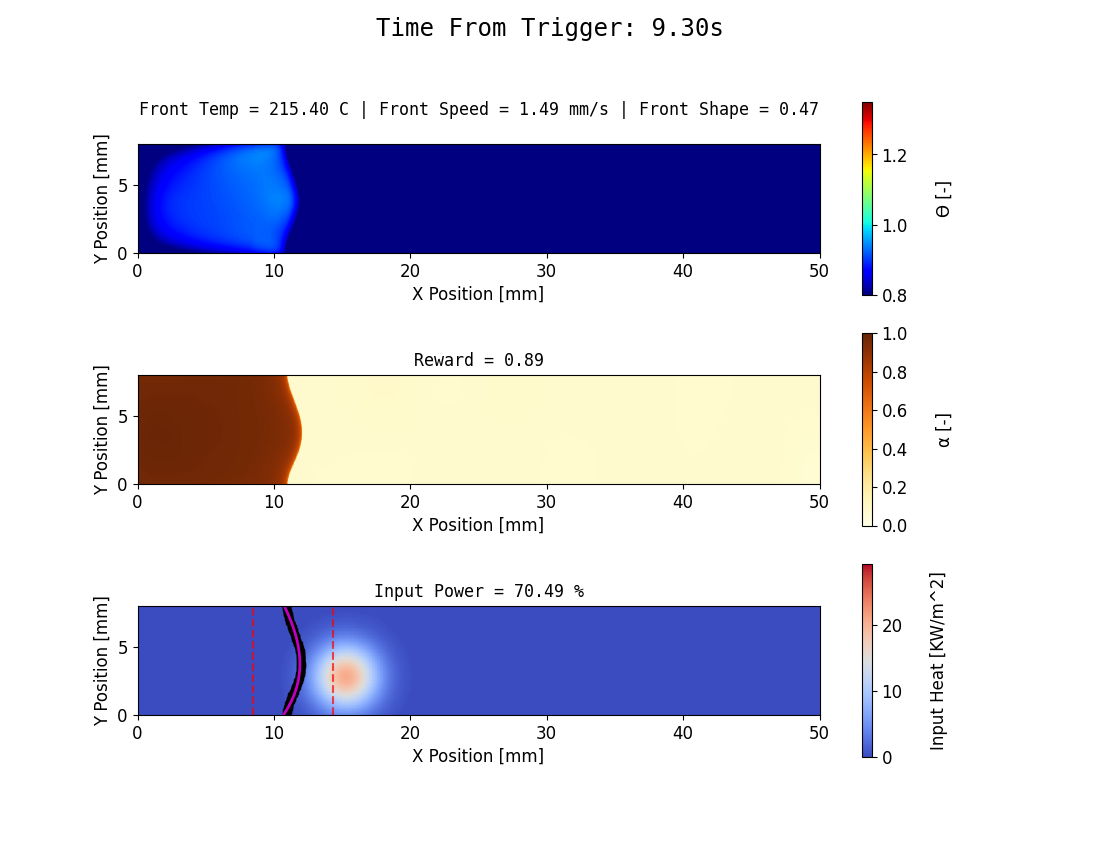 Time From Trigger: 9.30s
Front Temp = 215.40 C | Front Speed = 1.49 mm/s | Front Shape = 0.47
Y Position [mm]
5
0
0 10 20 30 40 50
X Position [mm]
1.2
1.0
0.8
Θ [-]
Reward = 0.89
Y Position [mm]
5
0
0 10 20 30 40 50
X Position [mm]
1.0
0.8
0.6
0.4
0.2
0.0
α [-]
Input Power = 70.49 %
Y Position [mm]
5
0
0 10 20 30 40 50
X Position [mm]
20
10
0
Input Heat [KW/m^2]